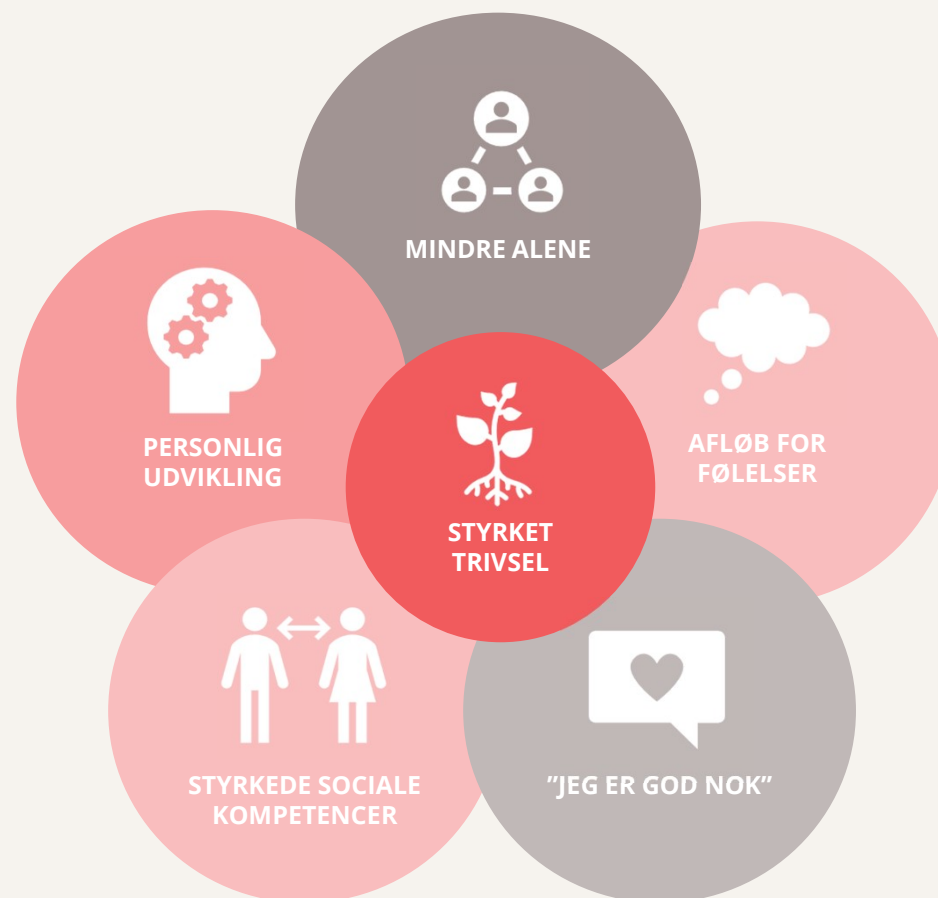 MINDRE ALENE
PERSONLIG
UDVIKLING
AFLØB FOR
FØLELSER
STYRKET
TRIVSEL
STYRKEDE SOCIALE
KOMPETENCER
”JEG ER GOD NOK”